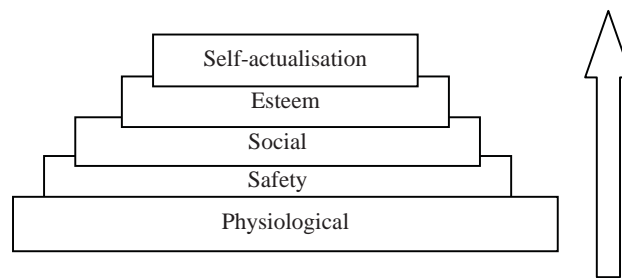 Self-actualisation
Esteem
Social
Safety
Physiological